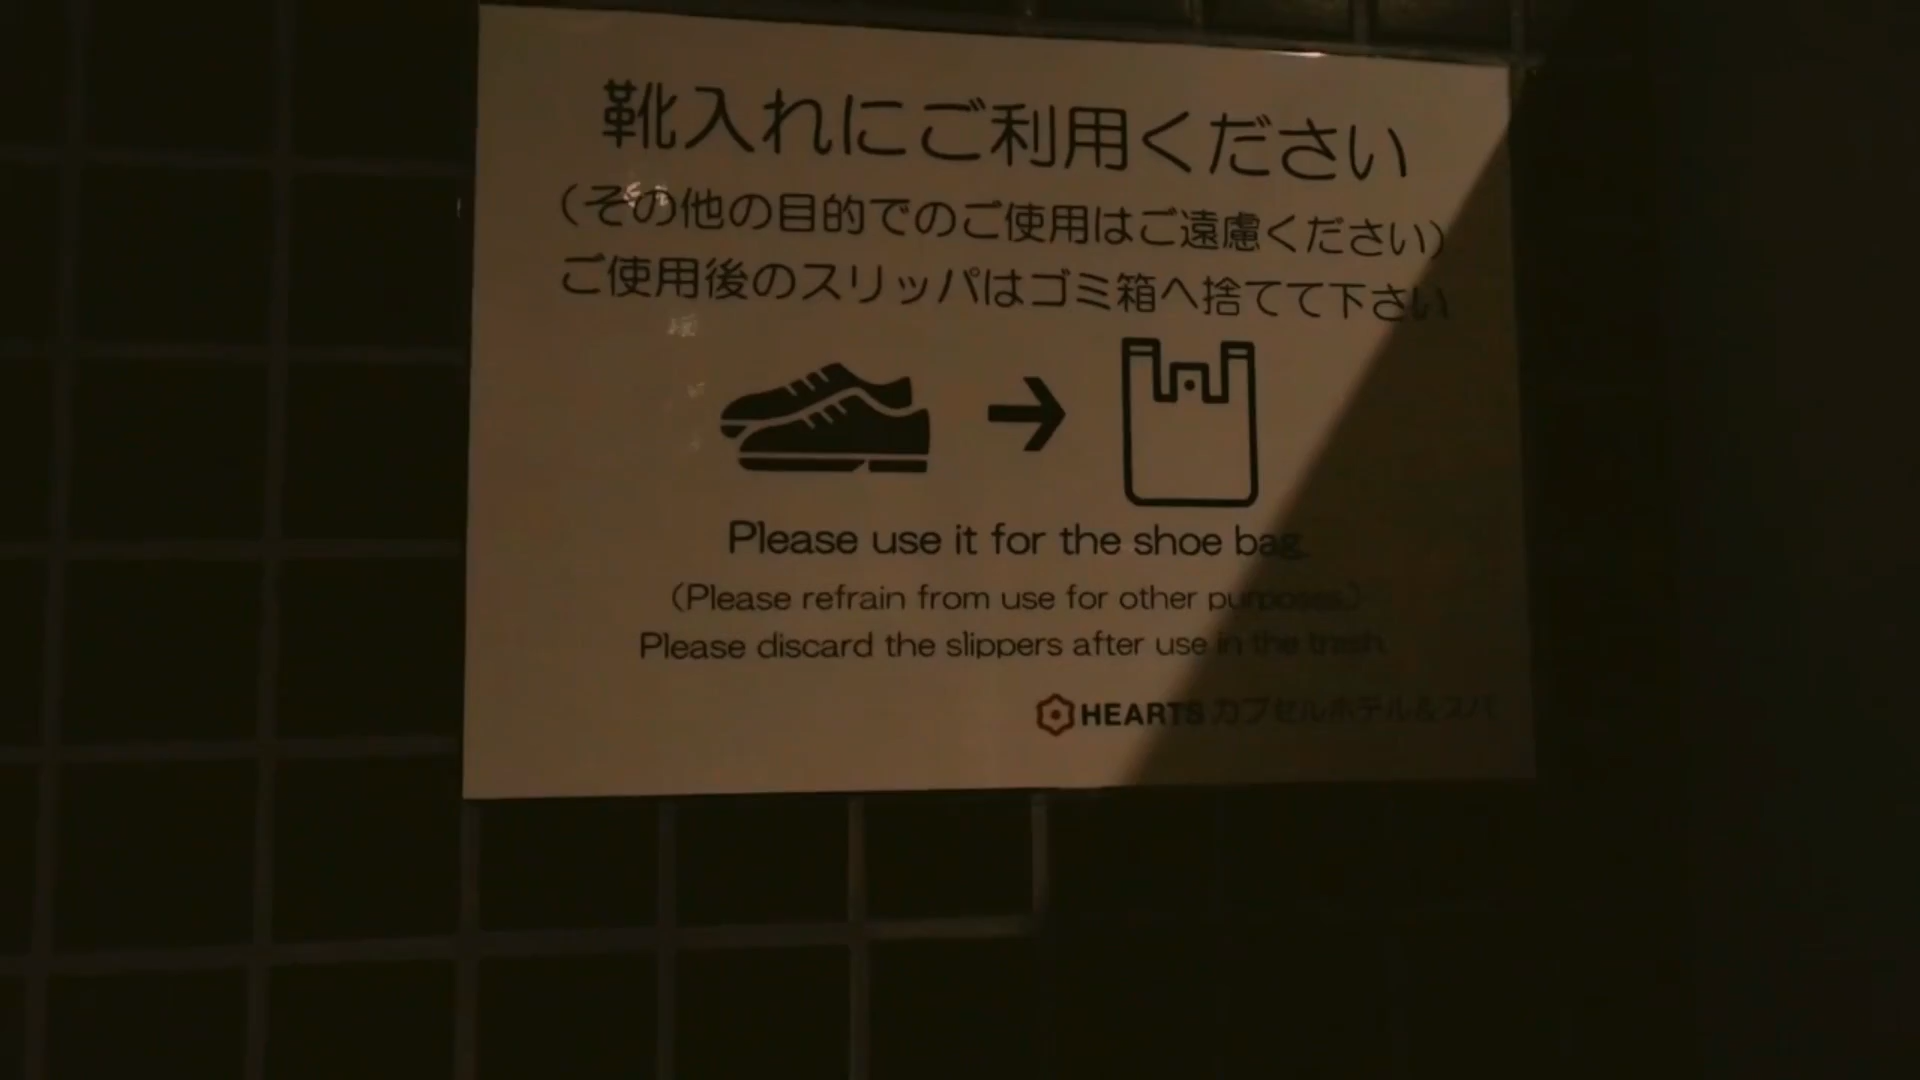 靴入れにご利用ください
（その他の目的でのご使用はご遠慮ください）
ご使用後のスリッパはゴミ箱へ捨てて下さい
Please use it for the shoe bag.
（Please refrain from use for other purposes.）
Please discard the slippers after use in the trash.
HEARTS カプセルホテル&スパ